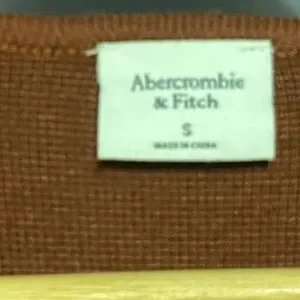 Abercrombie
& Fitch
S
MADE IN CHINA